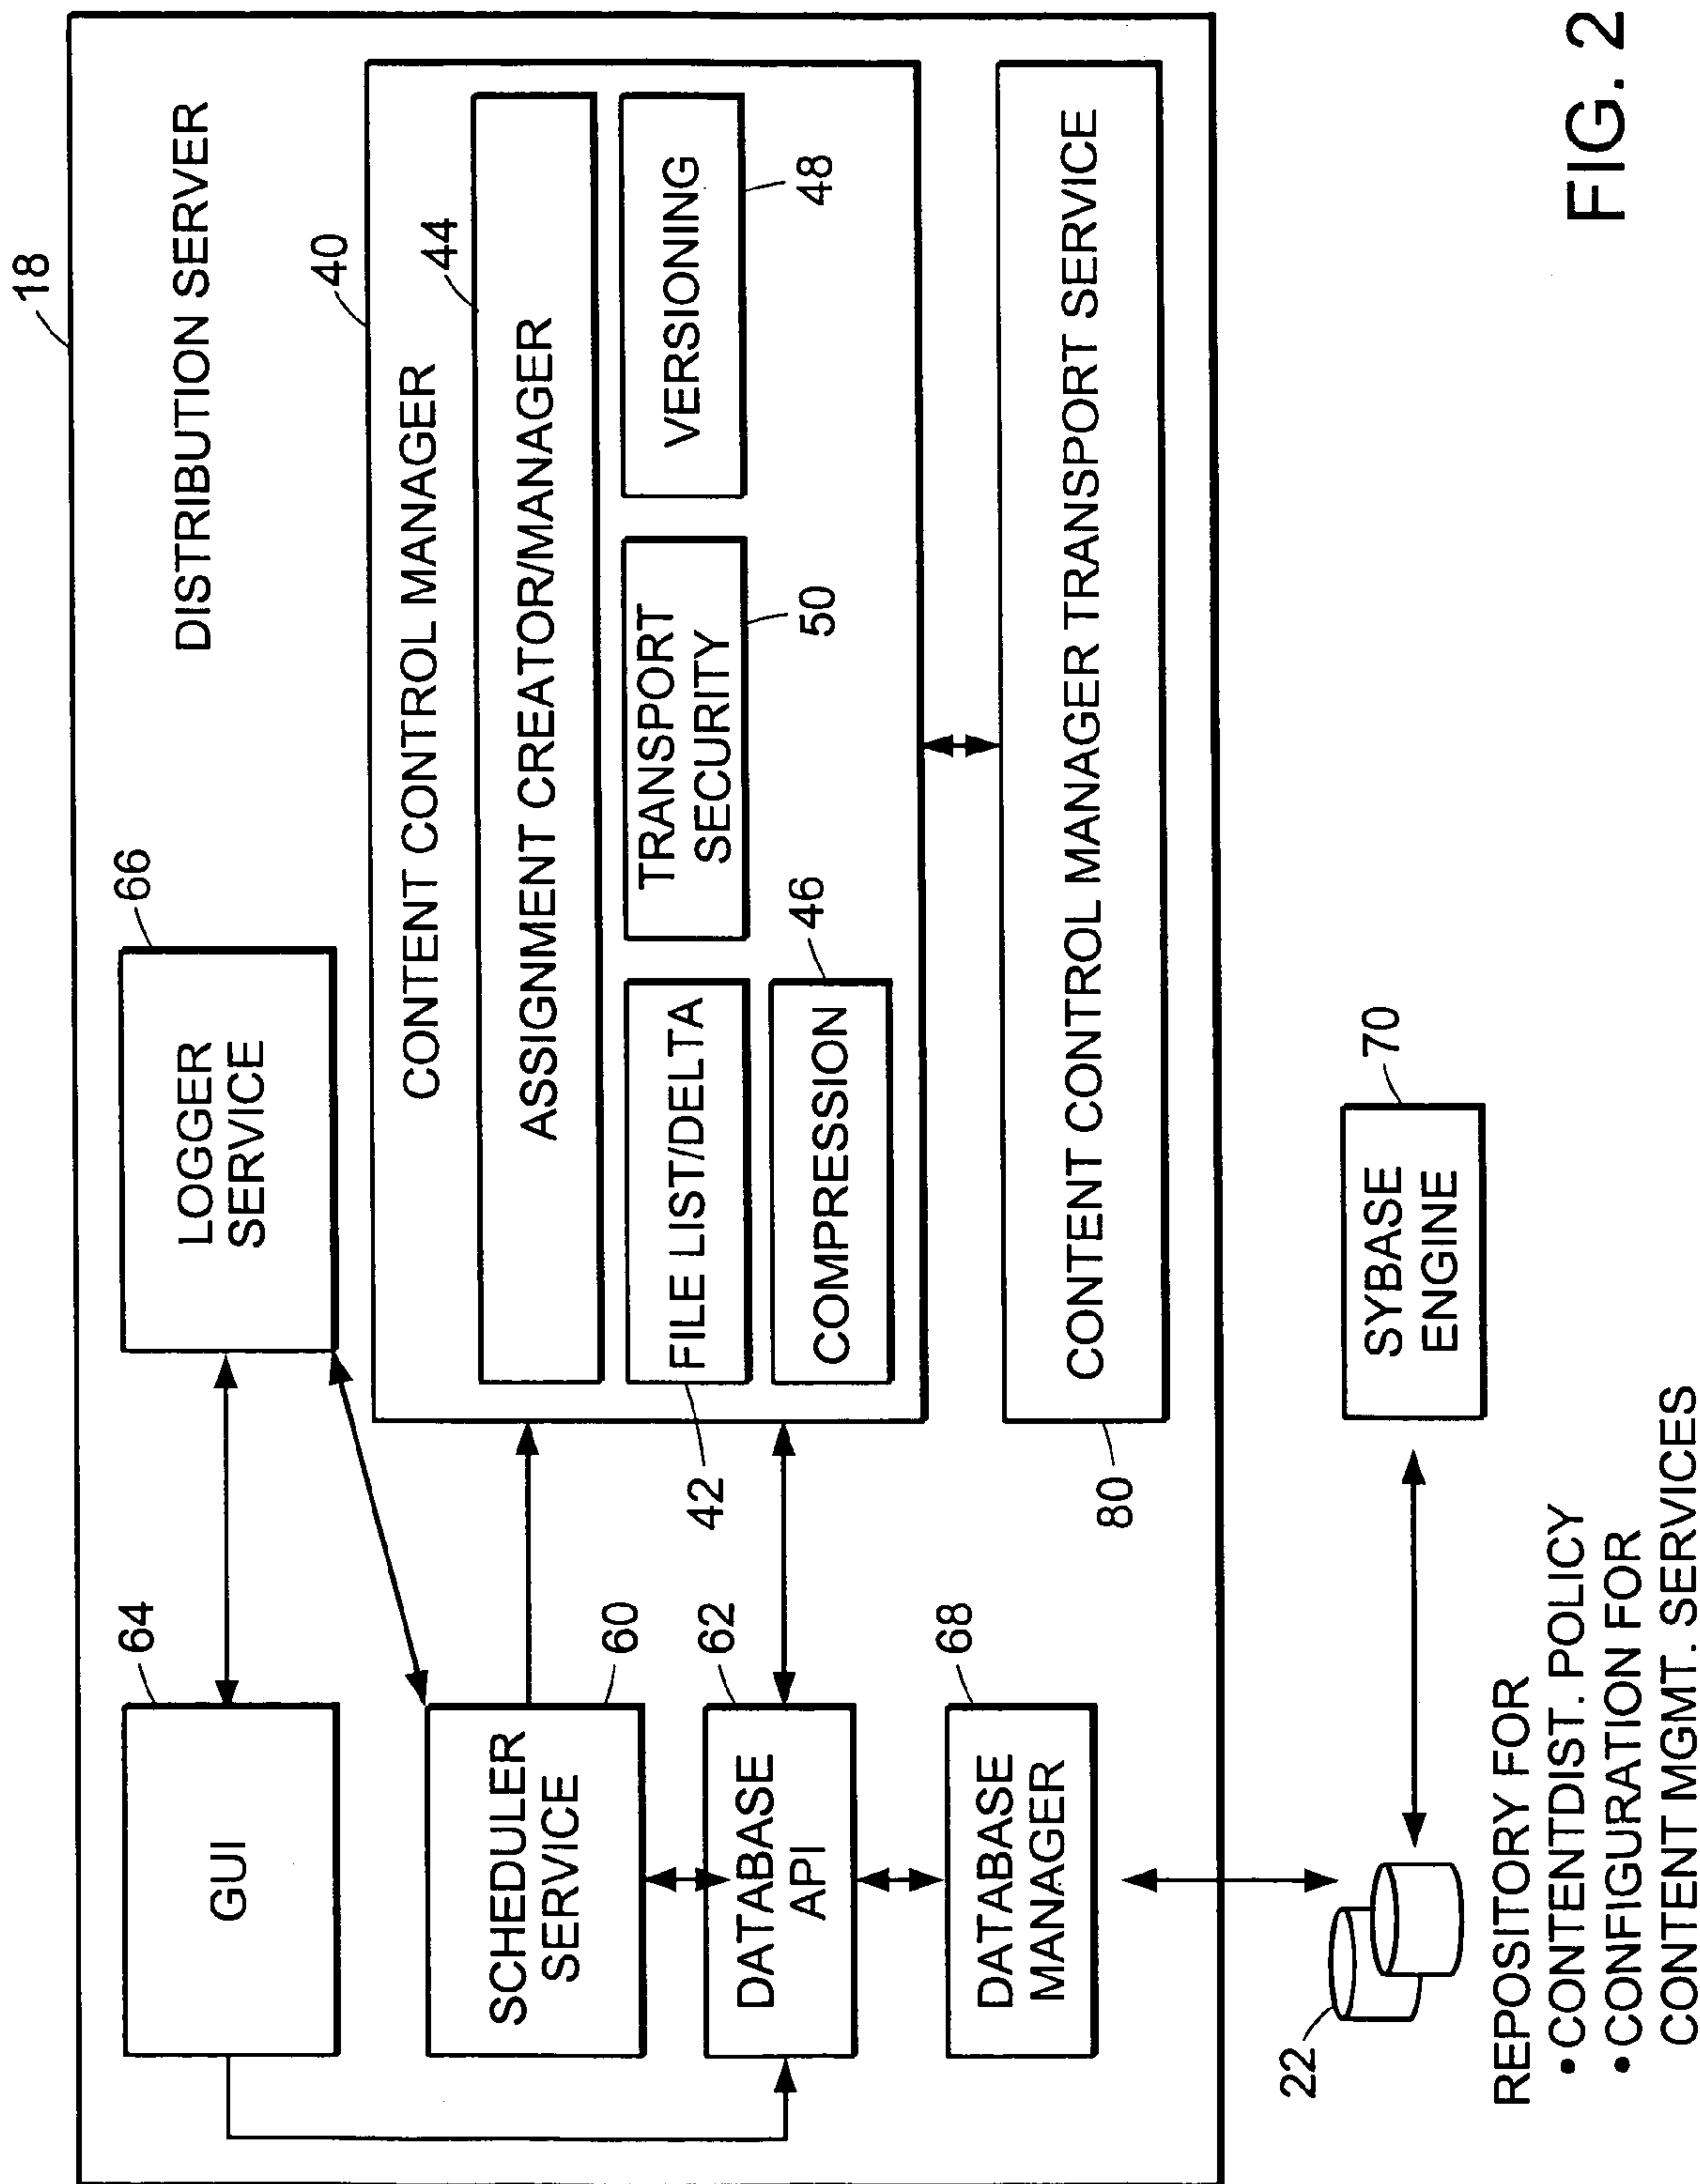 18
DISTRIBUTION SERVER
64
GUI
66
LOGGER
SERVICE
40
CONTENT CONTROL MANAGER
44
ASSIGNMENT CREATOR/MANAGER
SCHEDULER
SERVICE
60
FILE LIST/DELTA
42
TRANSPORT
SECURITY
50
VERSIONING
48
DATABASE
API
62
COMPRESSION
46
DATABASE
MANAGER
68
80
CONTENT CONTROL MANAGER TRANSPORT SERVICE
22
SYBASE
ENGINE
70
REPOSITORY FOR
• CONTENTDIST. POLICY
• CONFIGURATION FOR
CONTENT MGMT. SERVICES
FIG. 2